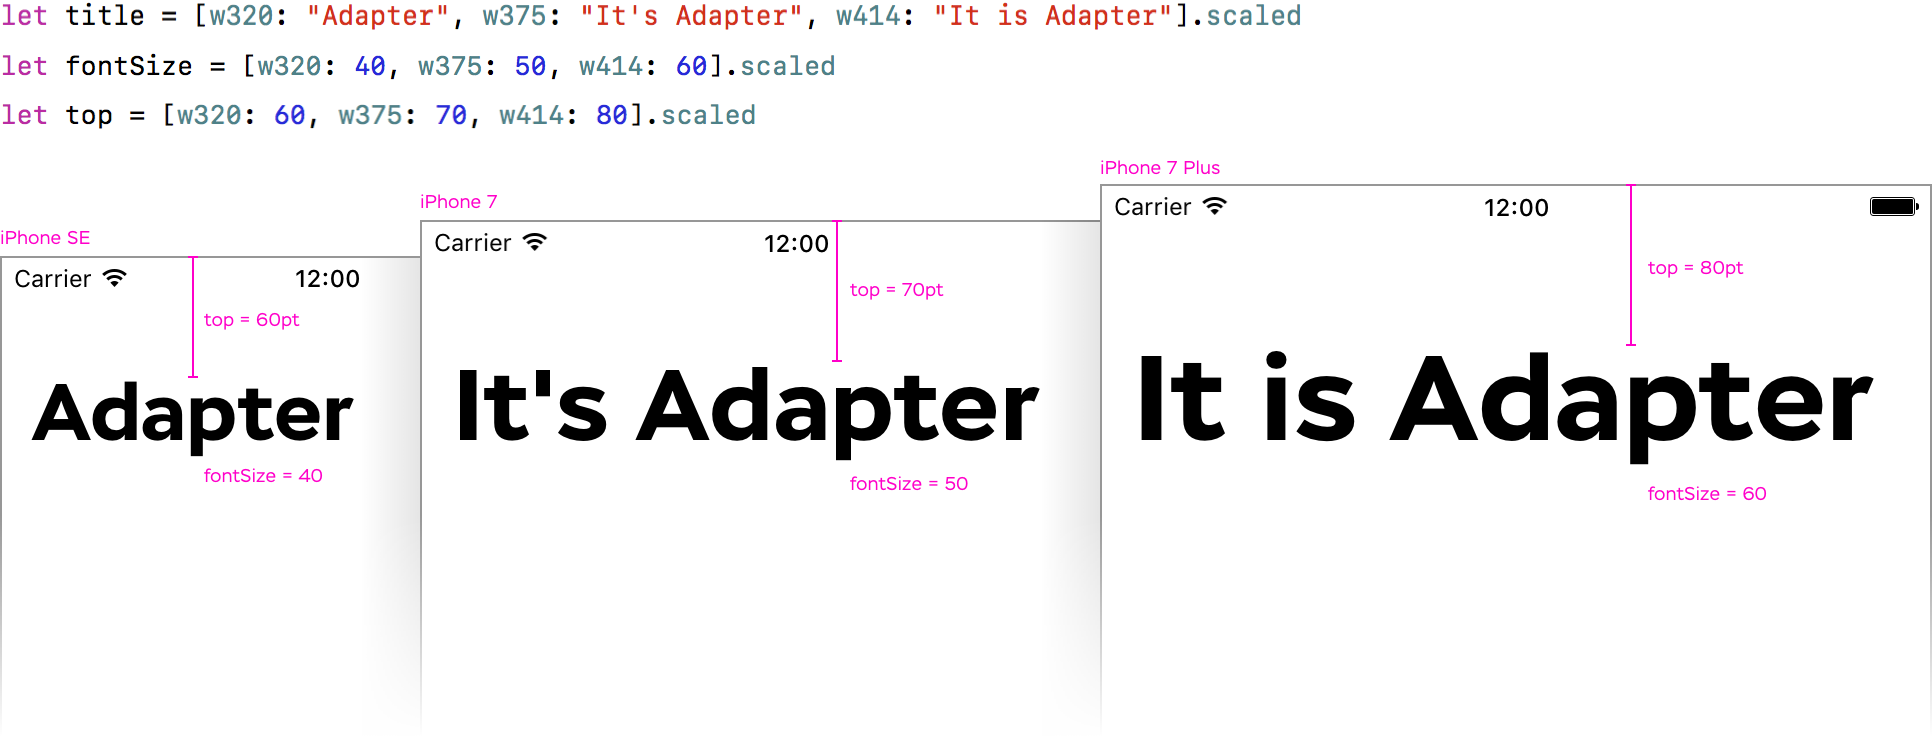 let title = [w320: "Adapter", w375: "It's Adapter", w414: "It is Adapter"].scaled
let fontSize = [w320: 40, w375: 50, w414: 60].scaled
let top = [w320: 60, w375: 70, w414: 80].scaled
iPhone SE
Carrier 12:00
top = 60pt
Adapter
fontSize = 40
iPhone 7
Carrier 12:00
top = 70pt
It's Adapter
fontSize = 50
iPhone 7 Plus
Carrier 12:00
top = 80pt
It is Adapter
fontSize = 60